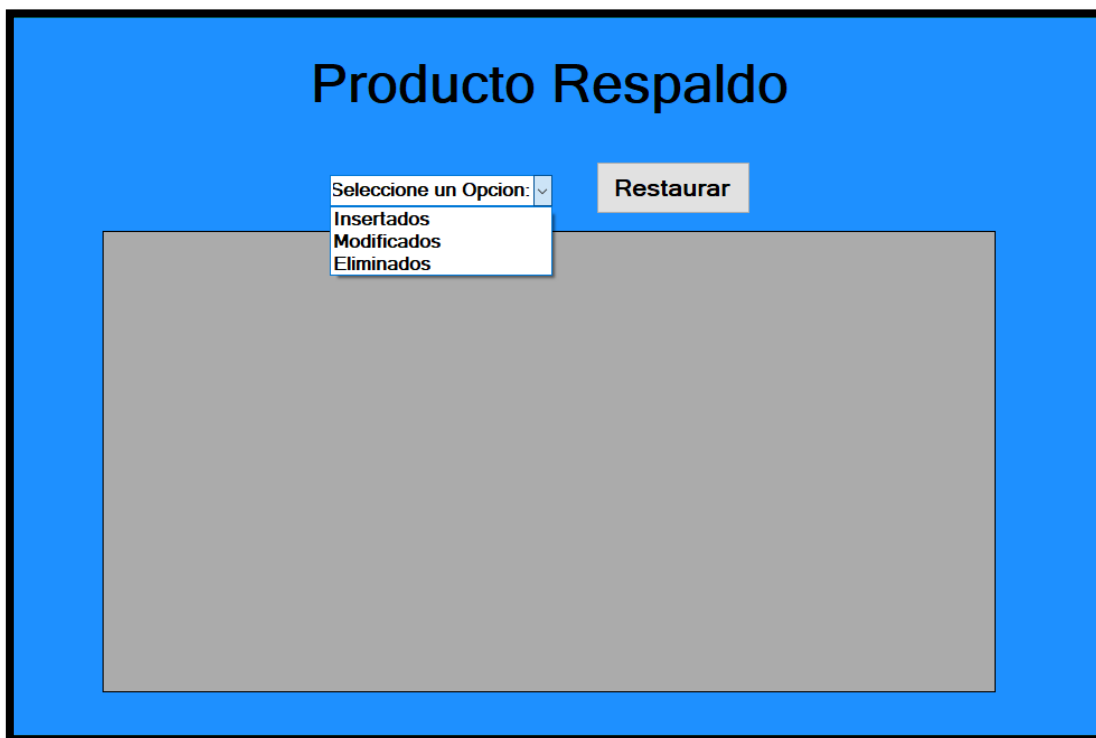 Producto Respaldo
Seleccione un Opcion:
Restaurar
Insertados
Modificados
Eliminados